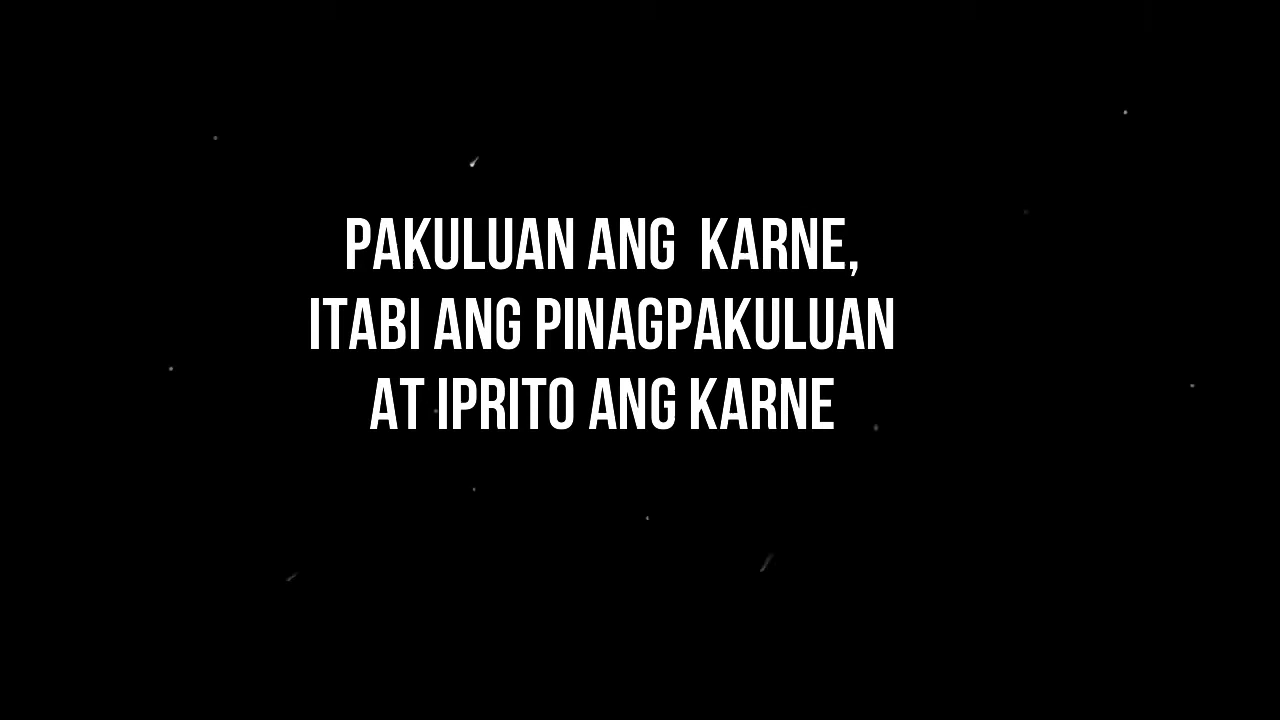 PAKULUAN ANG  KARNE,
ITABI ANG PINAGPAKULUAN
AT IPRITO ANG KARNE